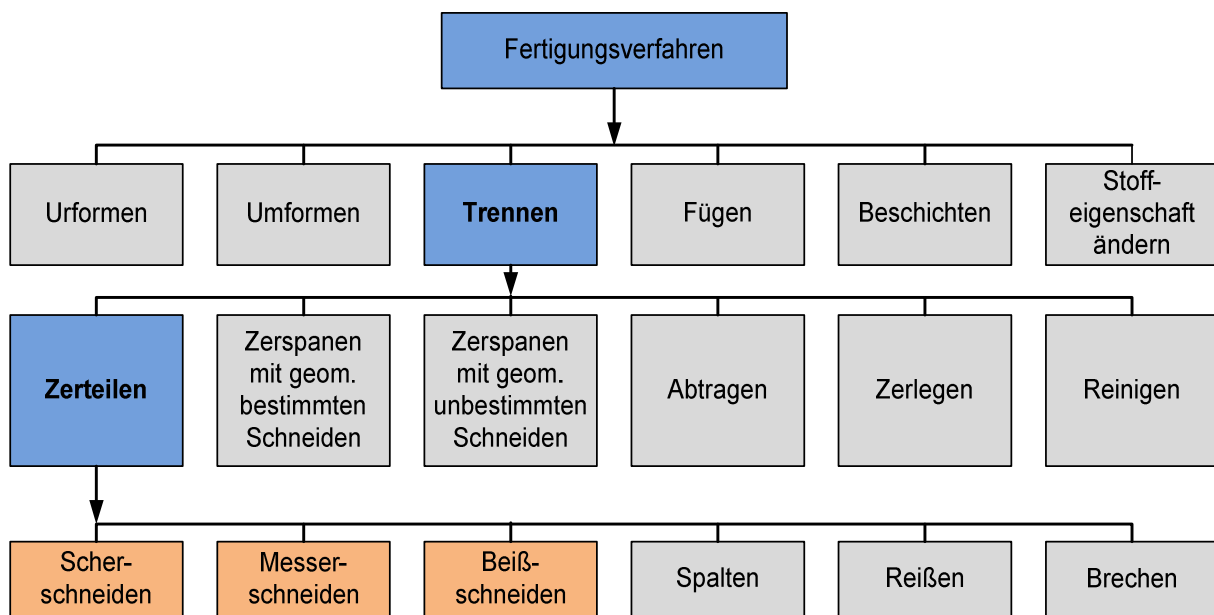 Fertigungsverfahren
Urformen
Umformen
Trennen
Fügen
Beschichten
Stoff-
eigenschaft
ändern
Zerteilen
Zerspanen
mit geom.
bestimmten
Schneiden
Zerspanen
mit geom.
unbestimmten
Schneiden
Abtragen
Zerlegen
Reinigen
Scher-
schneiden
Messer-
schneiden
Beiß-
schneiden
Spalten
Reißen
Brechen